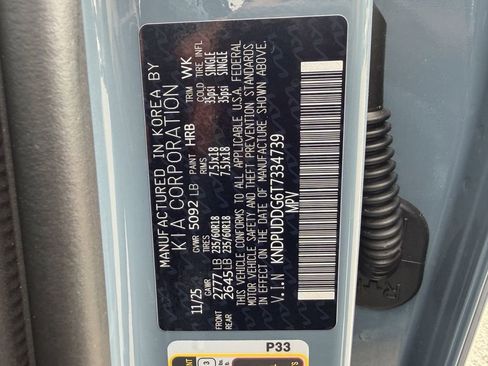 MANUFACTURED IN KOREA BY
KIA CORPORATION
11/25 GVWR 5092 LB PAINT HRB TRIM WK
GAWR TIRES RIMS COLD TIRE INFL
FRONT 2777 LB 235/60R18 7.5Jx18 35psi SINGLE
REAR 2645 LB 235/60R18 7.5Jx18 35psi SINGLE
THIS VEHICLE CONFORMS TO ALL APPLICABLE U.S.A. FEDERAL
MOTOR VEHICLE SAFETY AND THEFT PREVENTION STANDARDS
IN EFFECT ON THE DATE OF MANUFACTURE SHOWN ABOVE.
V.I.N KNDPUDDG6T7334739
MPV
P33
3